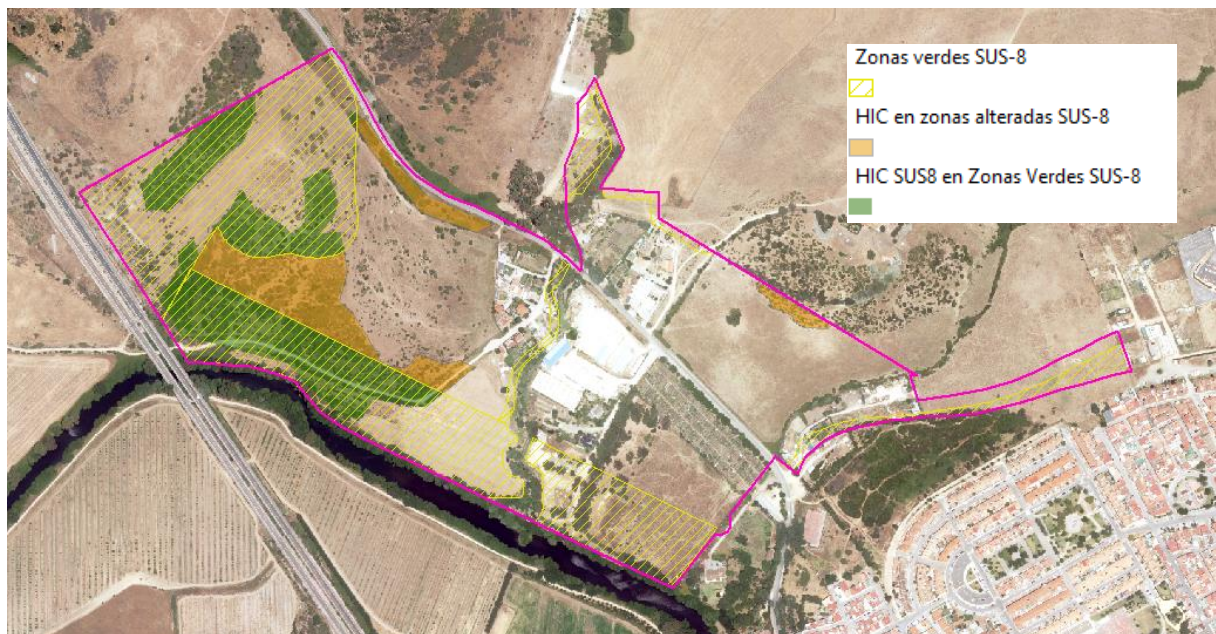 Zonas verdes SUS-8
HIC en zonas alteradas SUS-8
HIC SUS8 en Zonas Verdes SUS-8